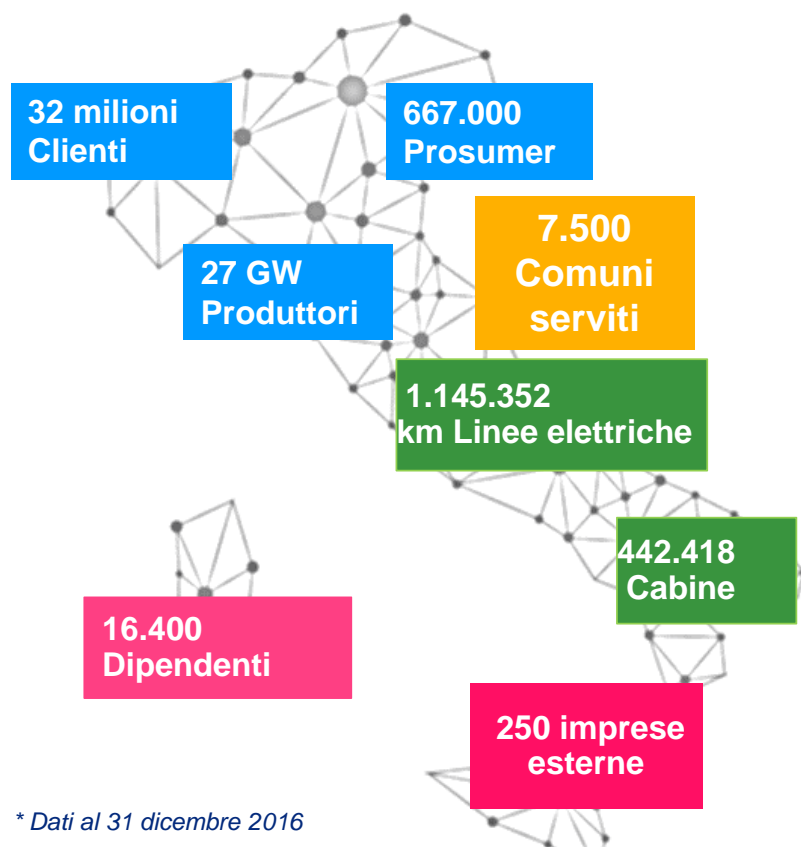 32 milioni
Clienti
667.000
Prosumer
7.500
Comuni
serviti
27 GW
Produttori
1.145.352
km Linee elettriche
442.418
Cabine
16.400
Dipendenti
250 imprese
esterne
* Dati al 31 dicembre 2016